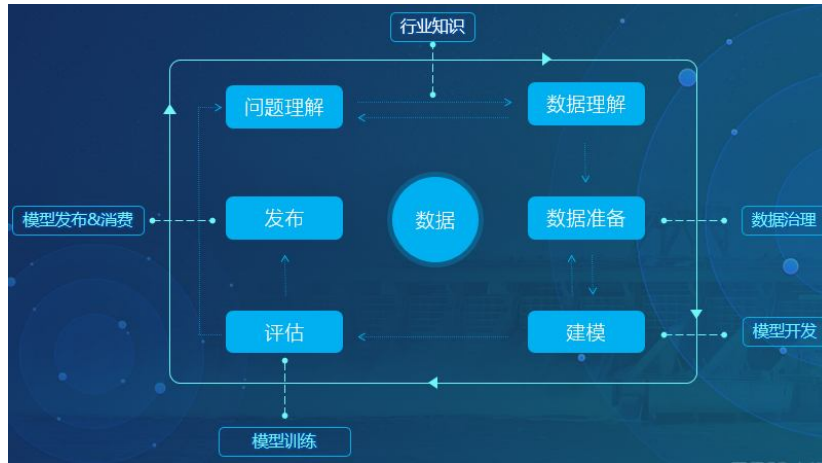 行业知识
问题理解
数据理解
模型发布&消费
发布
数据
数据准备
数据治理
评估
建模
模型开发
模型训练